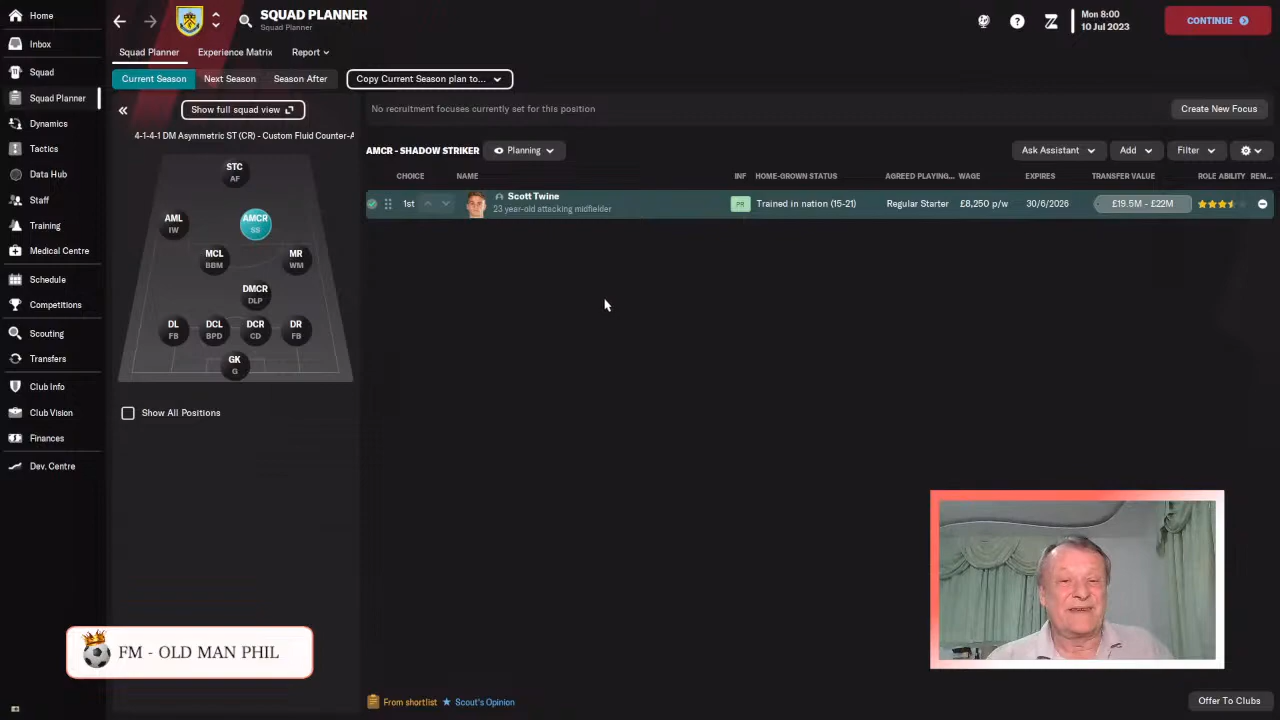 Home
Inbox
Squad
Squad Planner
Dynamics
Tactics
Data Hub
Staff
Training
Medical Centre
Schedule
Competitions
Scouting
Transfers
Club Info
Club Vision
Finances
Dev. Centre
SQUAD PLANNER
Squad Planner
Mon 8:00
10 Jul 2023
CONTINUE
Squad Planner Experience Matrix Report
Current Season Next Season Season After Copy Current Season plan to...
Show full squad view
4-1-4-1 DM Asymmetric ST (CR) - Custom Fluid Counter-A
STC
AF
AML
IW
AMCR
SS
MCL
BBM
MR
WM
DMCR
DLP
DL
FB
DCL
BPD
DCR
CD
DR
FB
GK
G
Show All Positions
No recruitment focuses currently set for this position Create New Focus
AMCR - SHADOW STRIKER Planning Ask Assistant Add Filter
CHOICE NAME INF HOME-GROWN STATUS AGREED PLAYING... WAGE EXPIRES TRANSFER VALUE ROLE ABILITY REM...
1st Scott Twine PR Trained in nation (15-21) Regular Starter £8,250 p/w 30/6/2026 £19.5M - £22M
23 year-old attacking midfielder
FM - OLD MAN PHIL
From shortlist Scout's Opinion Offer To Clubs